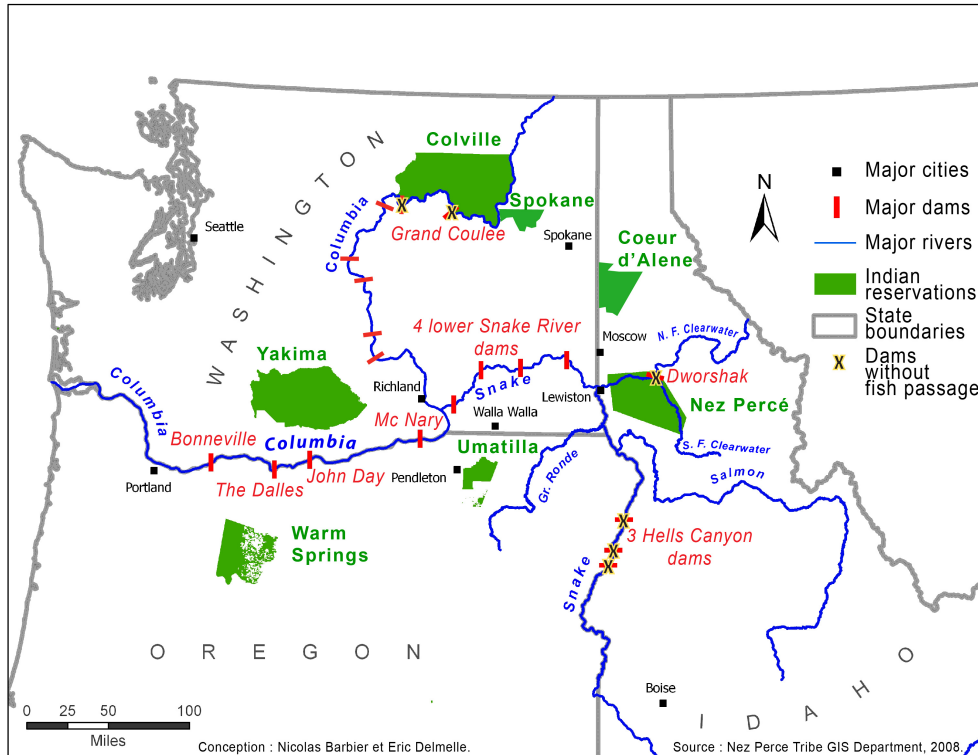 WASHINGTON
Colville
Spokane
Grand Coulee
Columbia
Seattle
Spokane
Coeur
d'Alene
N
Major cities
Major dams
Major rivers
Indian
reservations
State
boundaries
Dams
without
fish passage
4 lower Snake River
dams
Moscow
N. F. Clearwater
Yakima
Richland
Snake
Lewiston
Dworshak
Nez Percé
Columbia
Walla Walla
Mc Nary
Bonneville
Columbia
Umatilla
S. F. Clearwater
Portland
The Dalles
John Day
Pendleton
Gr. Ronde
Salmon
Warm
Springs
3 Hells Canyon
dams
Snake
OREGON
Boise
IDAHO
0 25 50 100
Miles
Conception : Nicolas Barbier et Eric Delmelle.
Source : Nez Perce Tribe GIS Department, 2008